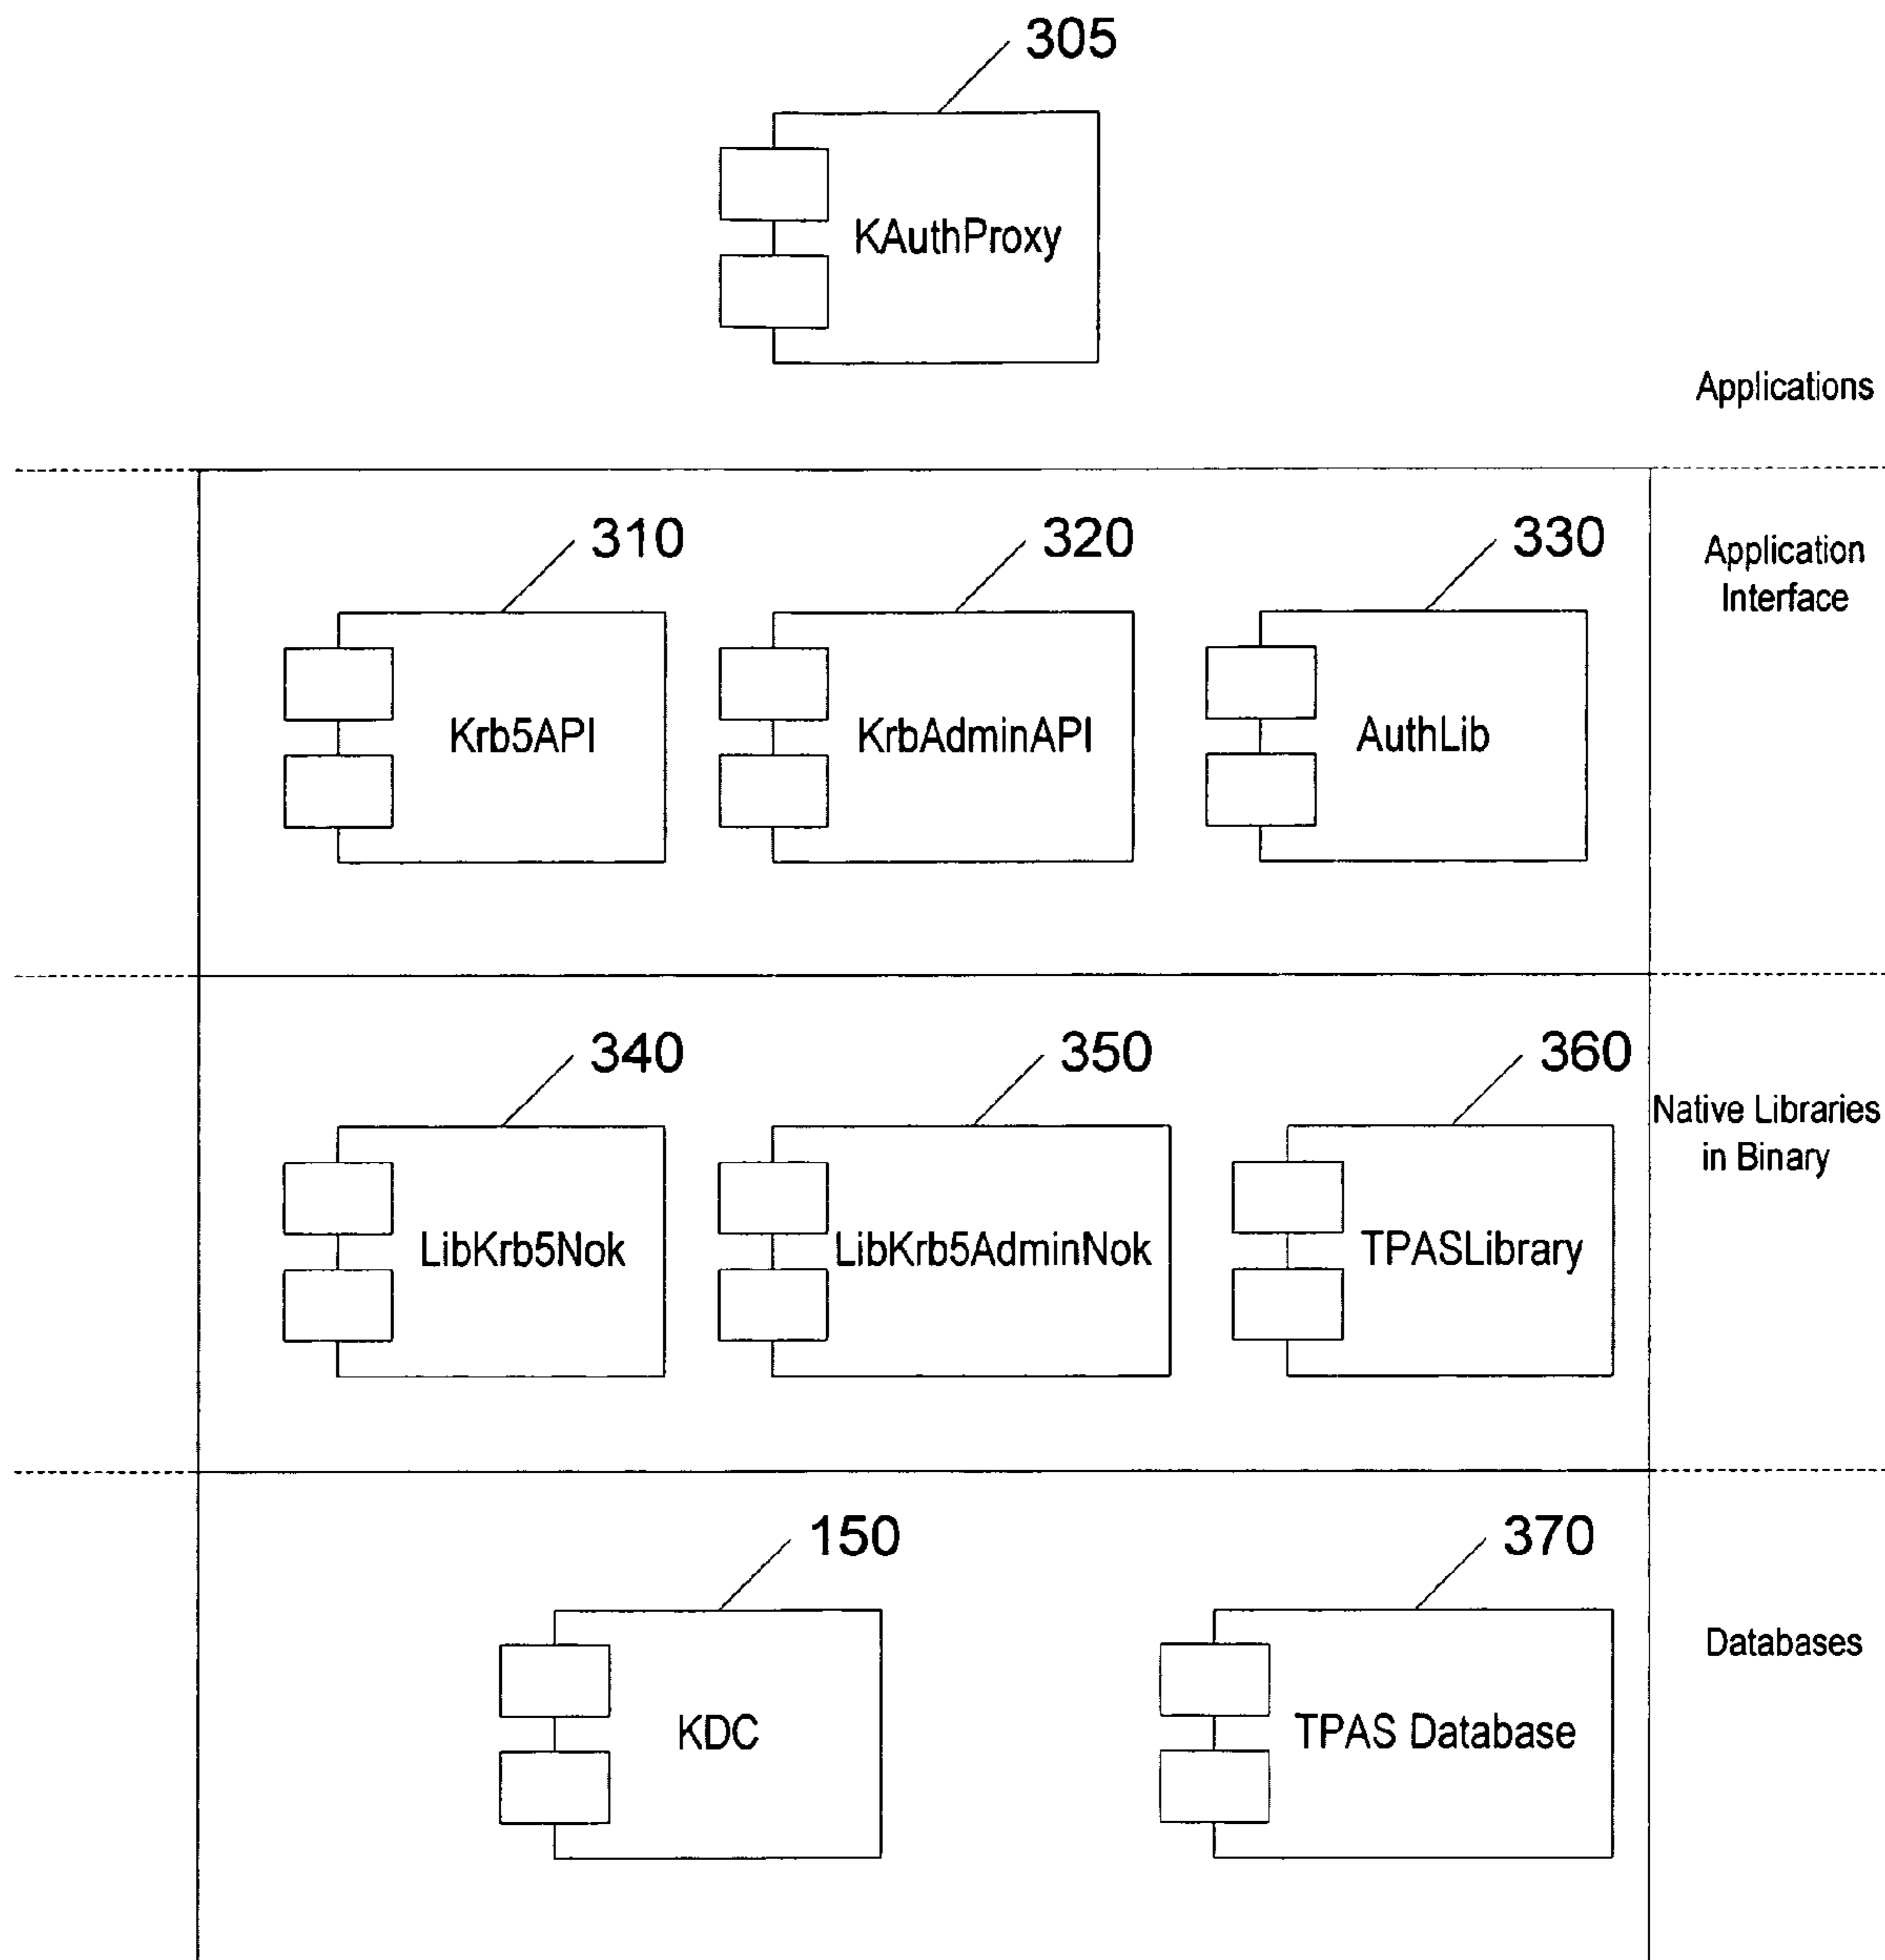 305
KAuthProxy
Applications
310
320
330
Application
Interface
Krb5API
KrbAdminAPI
AuthLib
340
350
360
Native Libraries
in Binary
LibKrb5Nok
LibKrb5AdminNok
TPASLibrary
150
370
Databases
KDC
TPAS Database